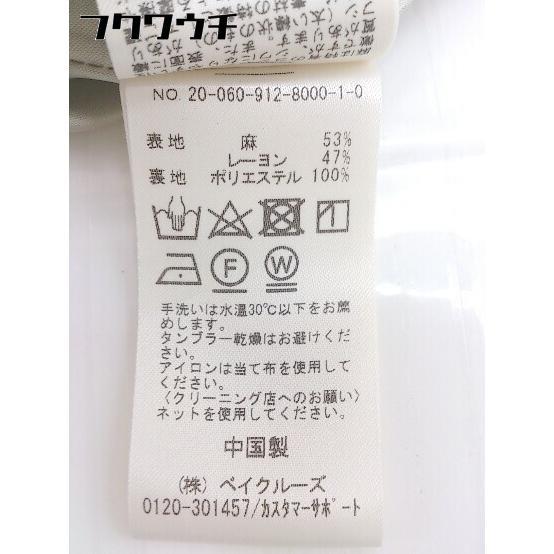 フクワウチ
NO. 20-060-912-8000-1-0
表地 麻 53%
レーヨン 47%
裏地 ポリエステル 100%
F
W
手洗いは水温30℃以下をお薦
めします。
タンブラー乾燥はお避けくだ
さい。
アイロンは当て布を使用して
ください。
〈クリーニング店へのお願い〉
ネットを使用してください。
中国製
(株) ベイクルーズ
0120-301457/カスタマーサポート